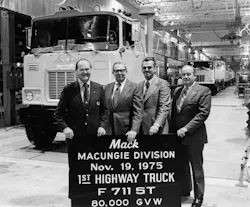 Mack
MACUNGIE DIVISION
Nov. 19, 1975
1ST HIGHWAY TRUCK
F 711 ST
80,000 GVW